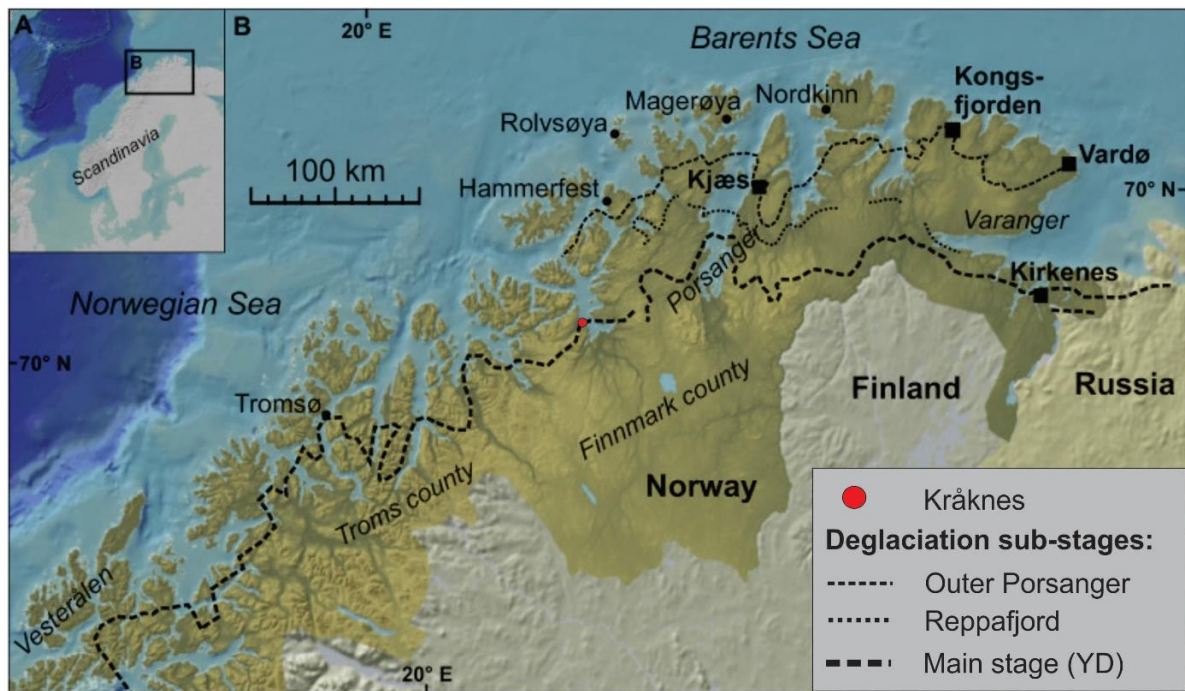 A
B
Scandinavia
B
20° E
Barents Sea
Kongs-
fjorden
Nordkinn
Magerøya
Rolvsøya
Vardø
100 km
Hammerfest
Kjæs
70° N
Varanger
Porsanger
Kirkenes
Norwegian Sea
70° N
Finland
Russia
Tromsø
Finnmark county
Norway
Troms county
Vesterålen
20° E
Kråknes
Deglaciation sub-stages:
Outer Porsanger
Reppafjord
Main stage (YD)